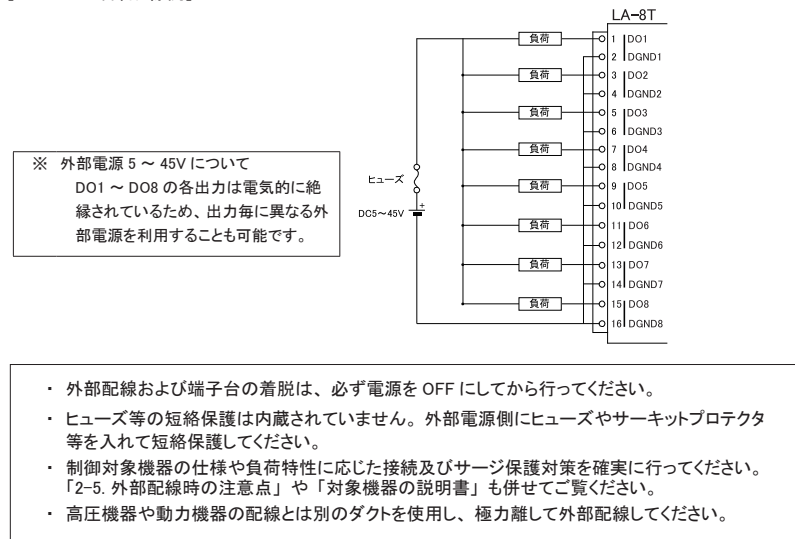 LA-8T
負荷 1 DO1
2 DGND1
負荷 3 DO2
4 DGND2
負荷 5 DO3
6 DGND3
負荷 7 DO4
8 DGND4
負荷 9 DO5
10 DGND5
負荷 11 DO6
12 DGND6
負荷 13 DO7
14 DGND7
負荷 15 DO8
16 DGND8
ヒューズ
+
DC5～45V
※ 外部電源 5 ～ 45V について
DO1 ～ DO8 の各出力は電気的に絶
縁されているため、出力毎に異なる外
部電源を利用することも可能です。
・ 外部配線および端子台の着脱は、必ず電源を OFF にしてから行ってください。
・ ヒューズ等の短絡保護は内蔵されていません。外部電源側にヒューズやサーキットプロテクタ
等を入れて短絡保護してください。
・ 制御対象機器の仕様や負荷特性に応じた接続及びサージ保護対策を確実に行ってください。
「2-5. 外部配線時の注意点」 や 「対象機器の説明書」 も併せてご覧ください。
・ 高圧機器や動力機器の配線とは別のダクトを使用し、極力離して外部配線してください。